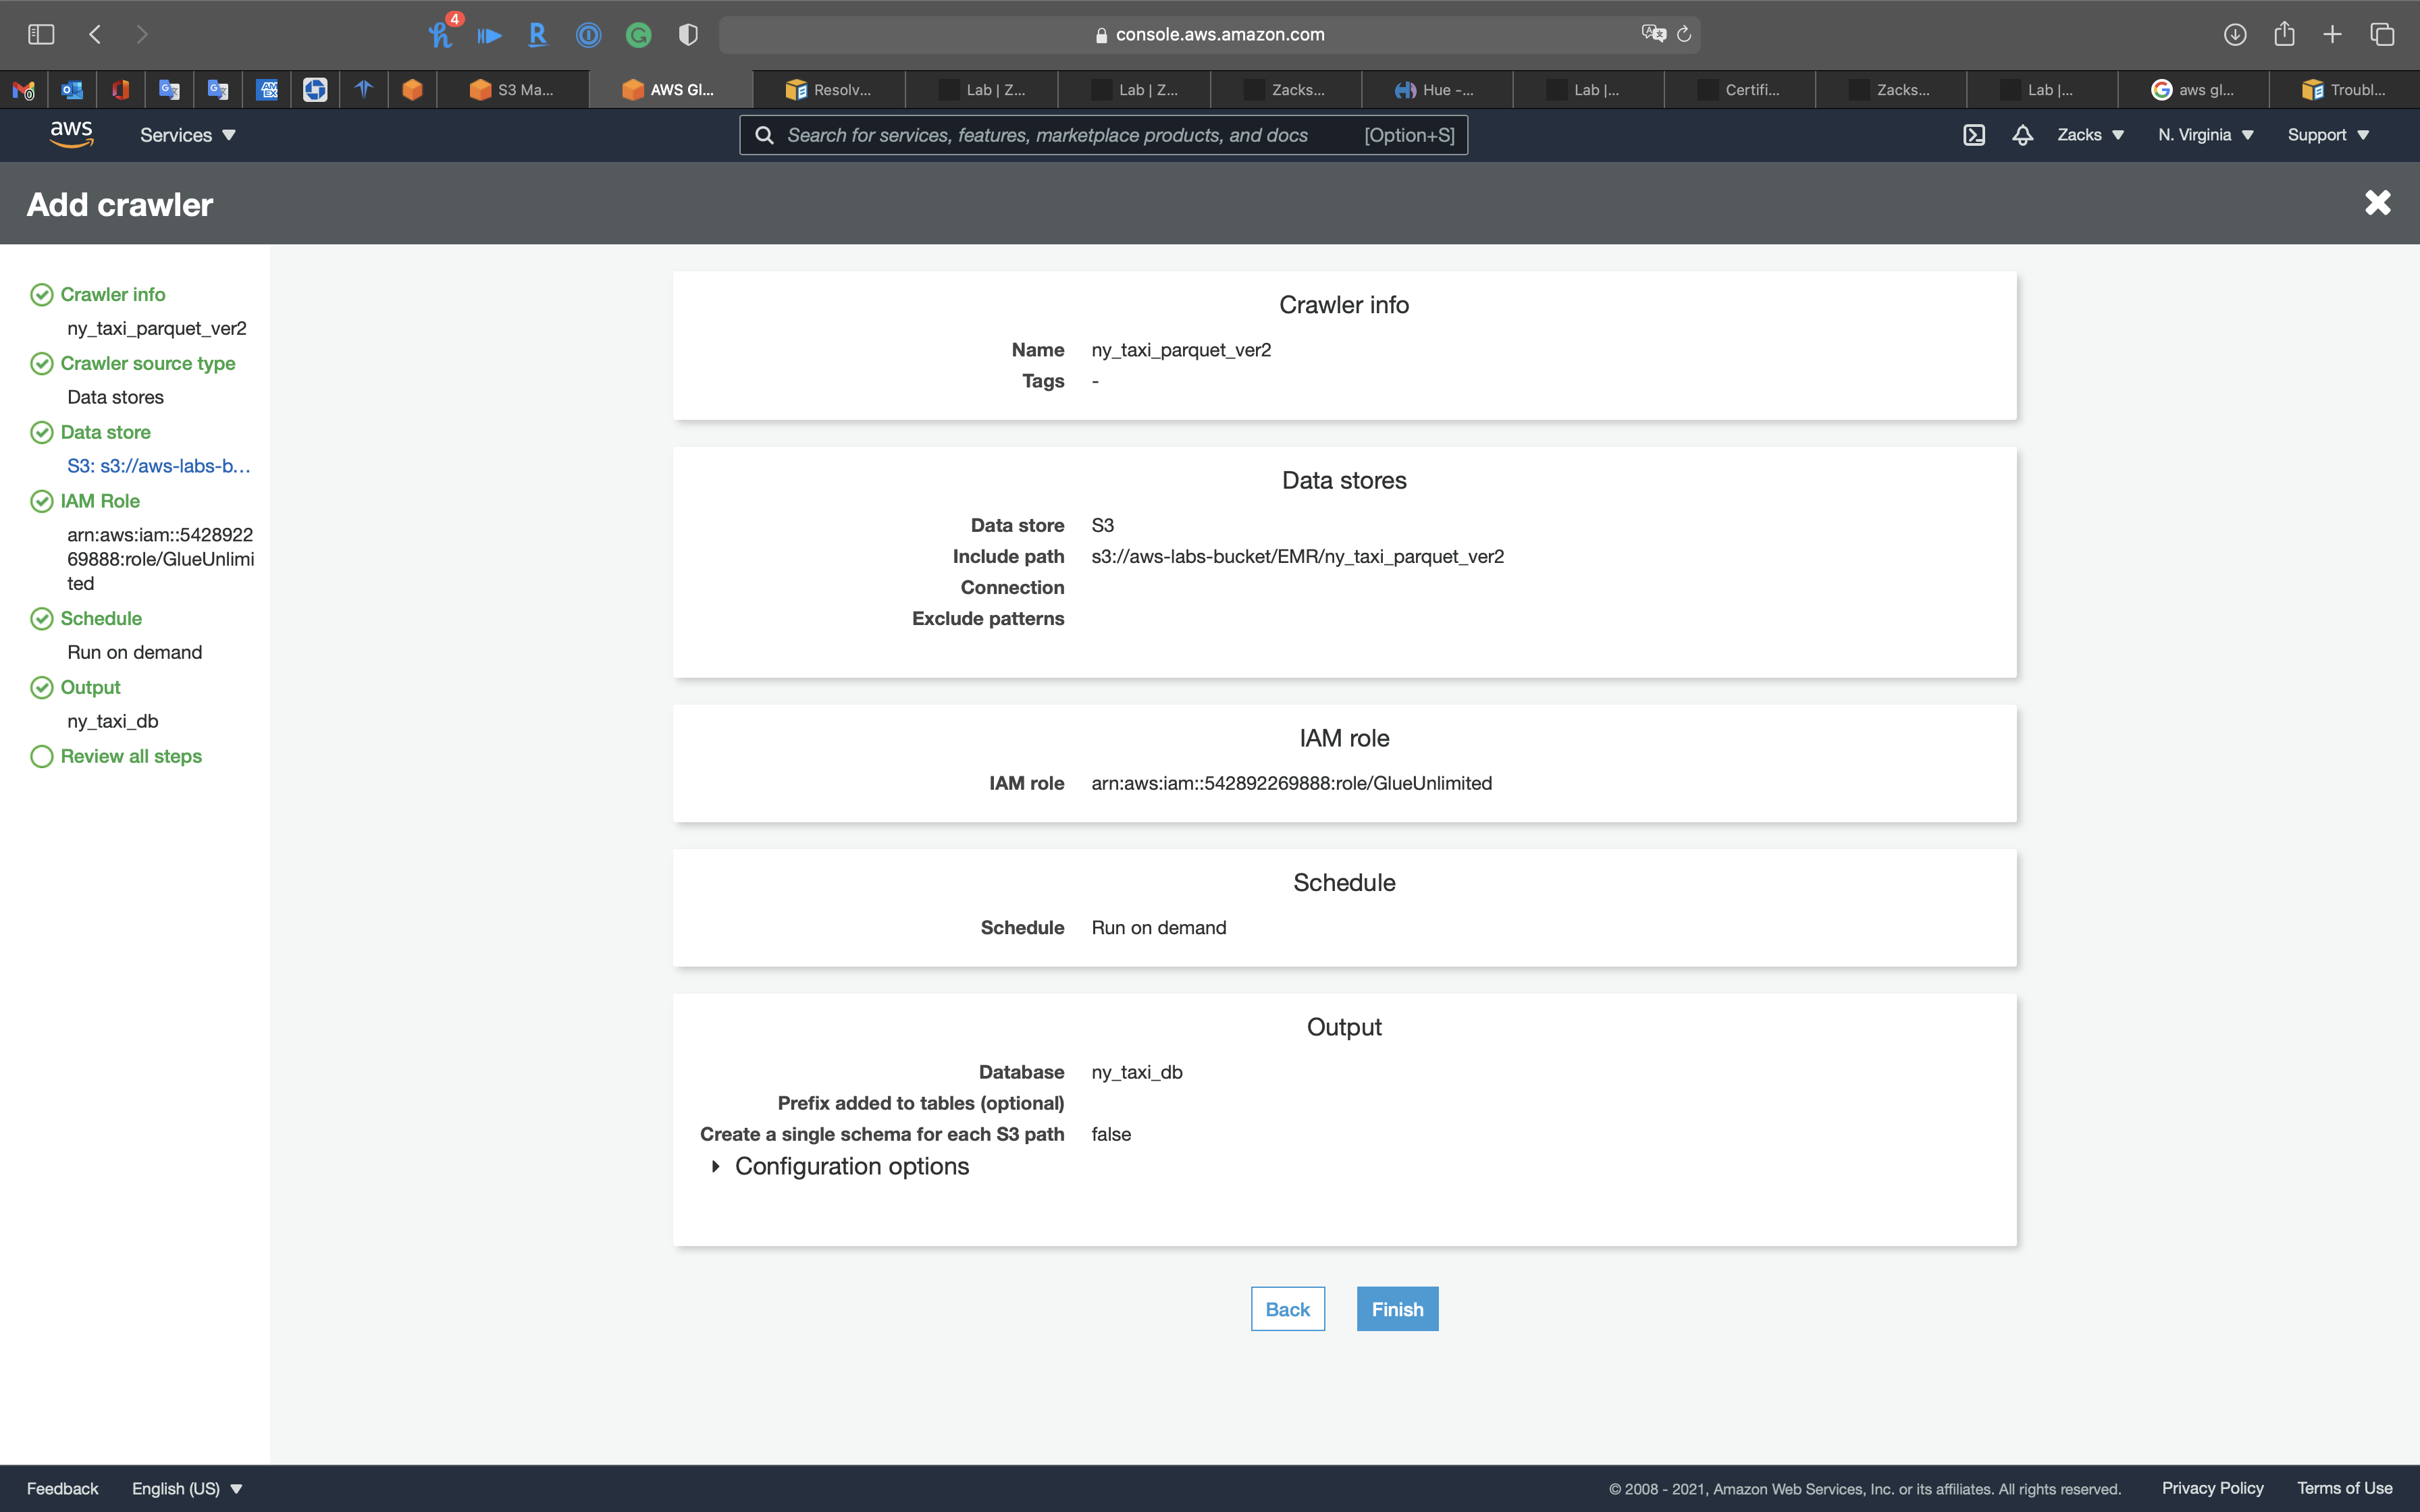 4
console.aws.amazon.com
S3 Ma...
AWS Gl...
Resolv...
Lab | Z...
Lab | Z...
Zacks...
Hue -...
Lab |...
Certifi...
Zacks...
Lab |...
aws gl...
Troubl...
aws
Services
Search for services, features, marketplace products, and docs
[Option+S]
Zacks
N. Virginia
Support
Add crawler
Crawler info
ny_taxi_parquet_ver2
Crawler source type
Data stores
Data store
S3: s3://aws-labs-b...
IAM Role
arn:aws:iam::5428922
69888:role/GlueUnlimi
ted
Schedule
Run on demand
Output
ny_taxi_db
Review all steps
Crawler info
Name ny_taxi_parquet_ver2
Tags -
Data stores
Data store S3
Include path s3://aws-labs-bucket/EMR/ny_taxi_parquet_ver2
Connection
Exclude patterns
IAM role
IAM role arn:aws:iam::542892269888:role/GlueUnlimited
Schedule
Schedule Run on demand
Output
Database ny_taxi_db
Prefix added to tables (optional)
Create a single schema for each S3 path false
Configuration options
Back
Finish
Feedback
English (US)
© 2008 - 2021, Amazon Web Services, Inc. or its affiliates. All rights reserved.
Privacy Policy
Terms of Use